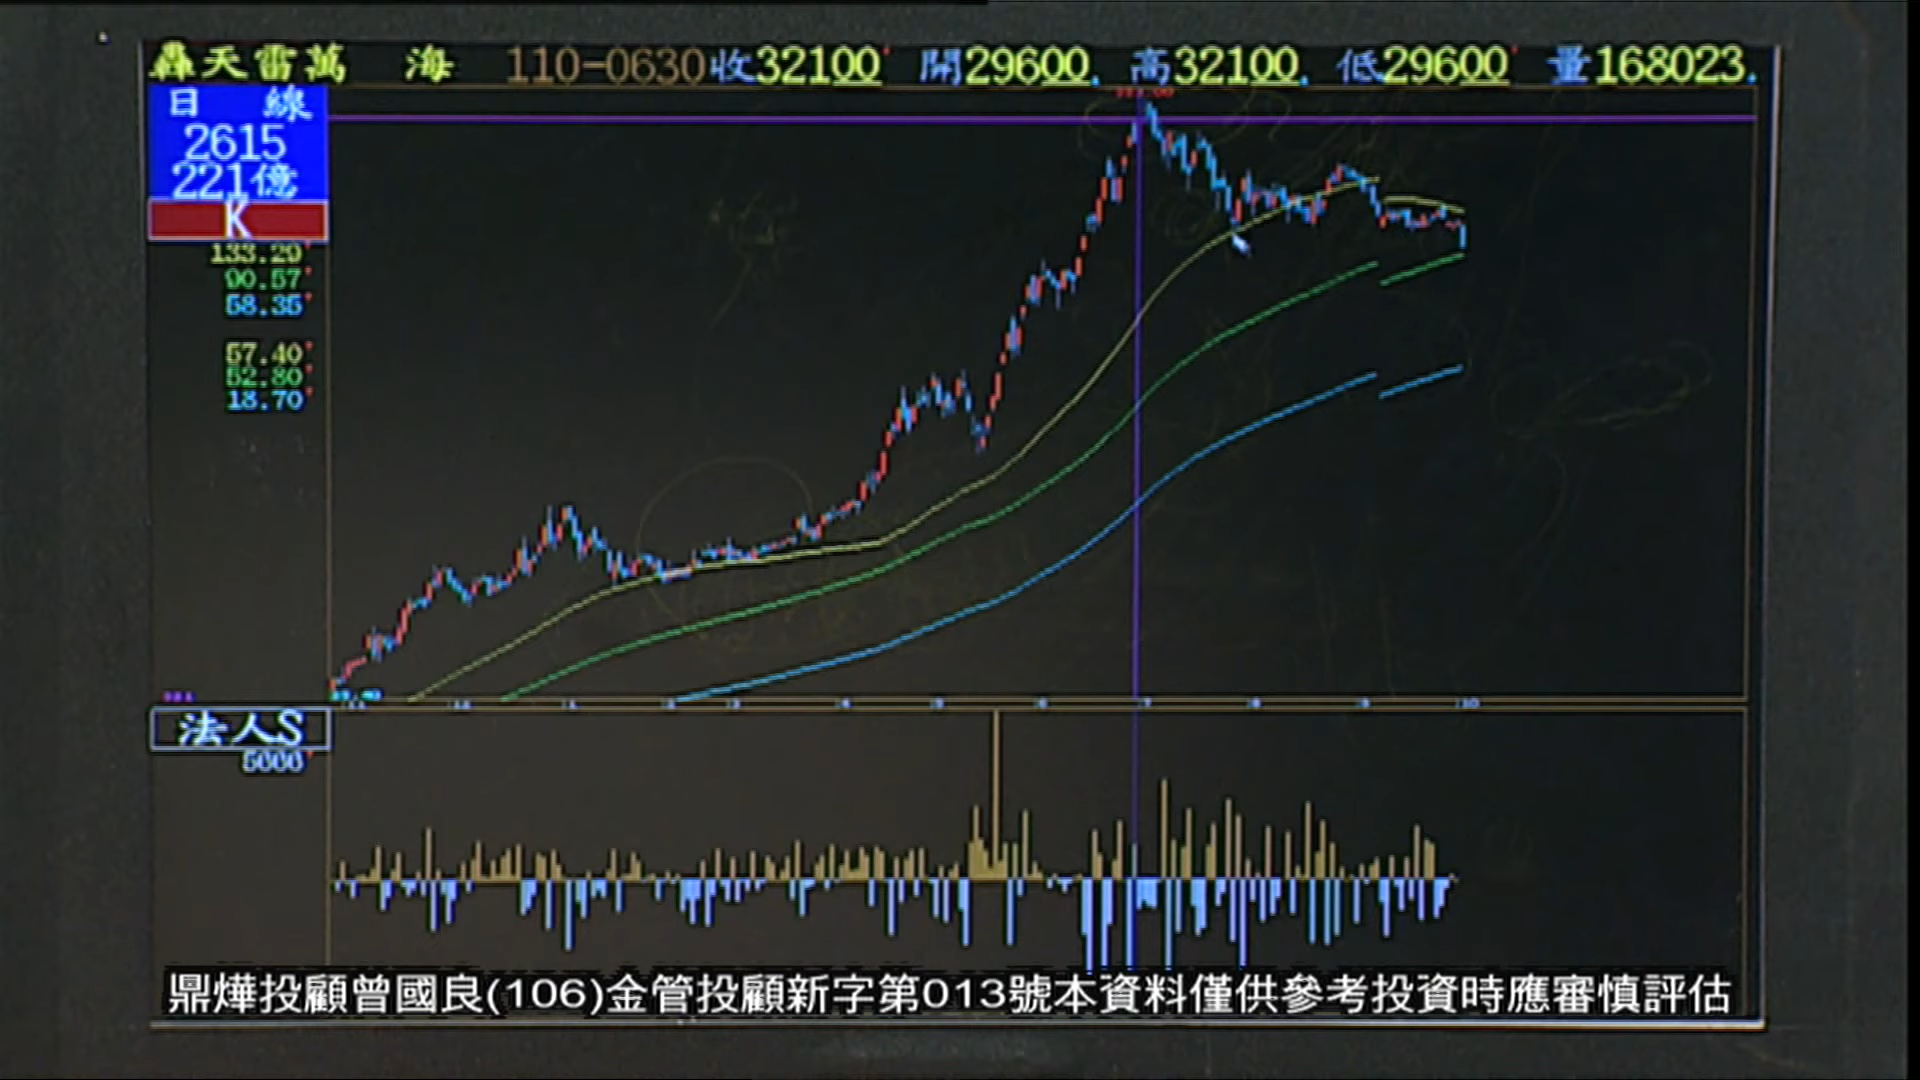 轟天雷萬 海 110-0630 收32100 開29600 高32100 低29600 量168023
日 線
2615
221億
K
133.29
90.57
58.35
57.40
52.80
18.70
法人S
5000
鼎燁投顧曾國良(106)金管投顧新字第013號本資料僅供參考投資時應審慎評估